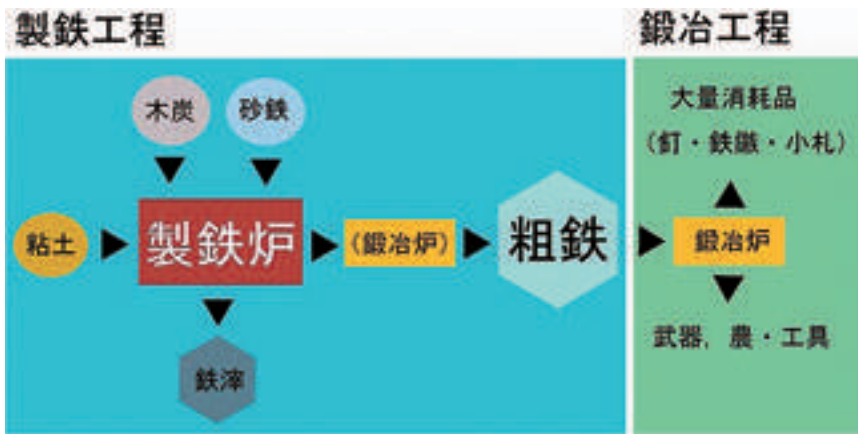 製鉄工程
鍛冶工程
木炭
砂鉄
粘土
製鉄炉
(鍛冶炉)
粗鉄
鉄滓
大量消耗品
(釘・鉄鏃・小札)
鍛冶炉
武器，農・工具